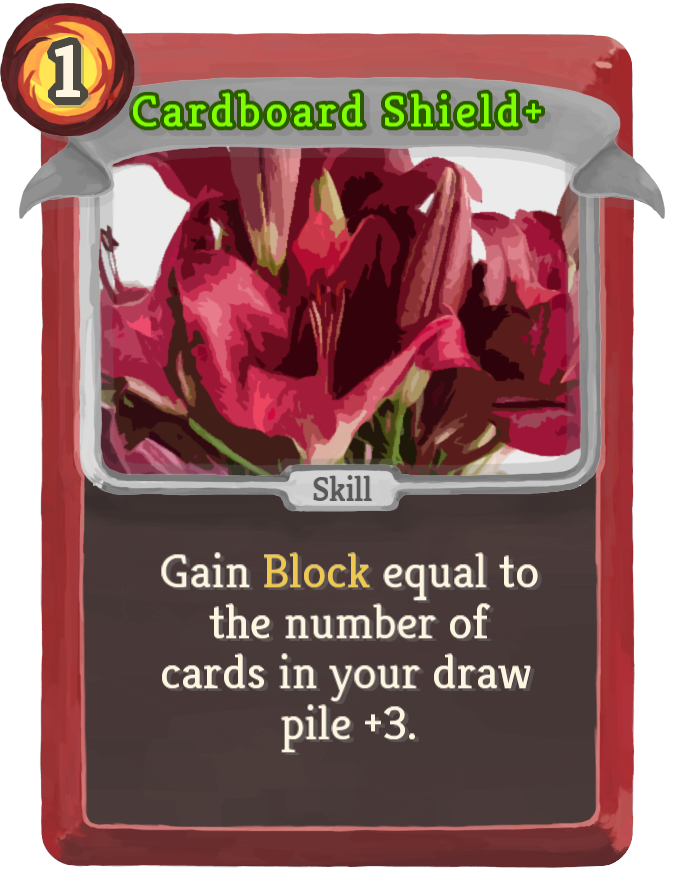 1
Cardboard Shield+
Skill
Gain Block equal to
the number of
cards in your draw
pile +3.